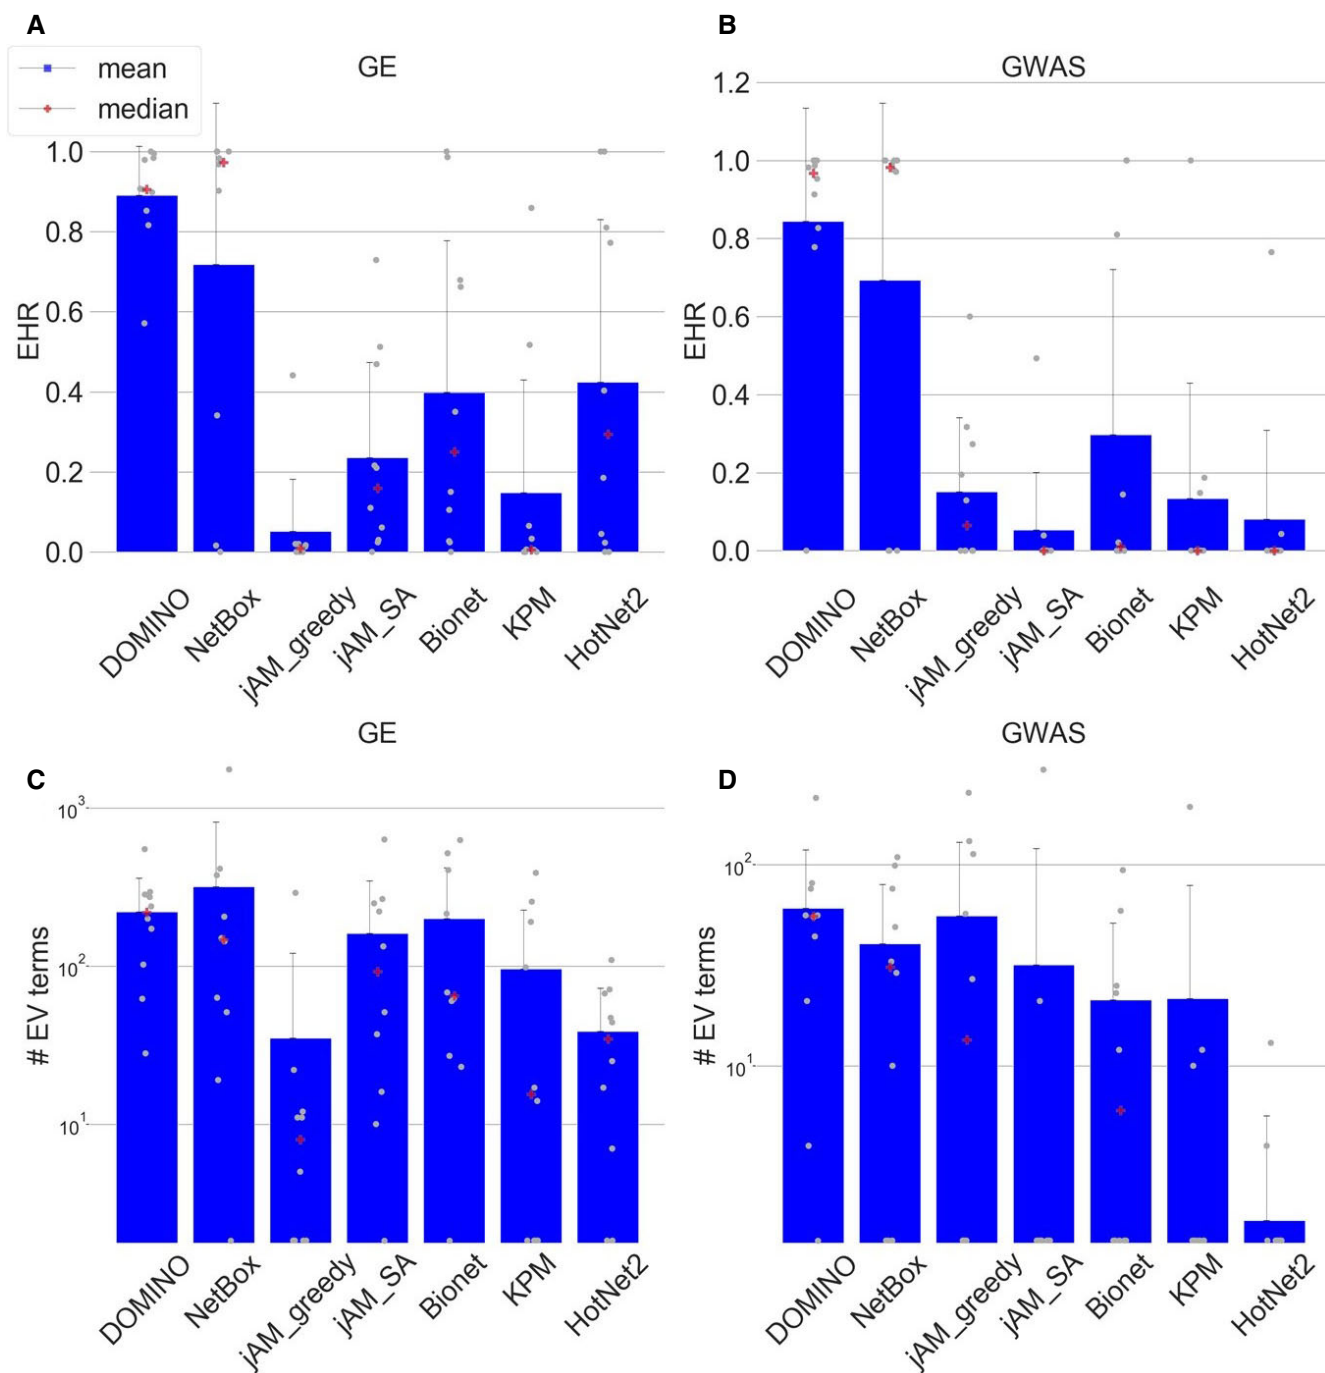 A
B
GE
GWAS
mean
median
1.0
0.8
0.6
0.4
0.2
0.0
EHR
DOMINO
NetBox
jAM_greedy
jAM_SA
Bionet
KPM
HotNet2
1.2
1.0
0.8
0.6
0.4
0.2
0.0
EHR
DOMINO
NetBox
jAM_greedy
jAM_SA
Bionet
KPM
HotNet2
GE
GWAS
C
D
10³
10²
10¹
# EV terms
DOMINO
NetBox
jAM_greedy
jAM_SA
Bionet
KPM
HotNet2
10²
10¹
# EV terms
DOMINO
NetBox
jAM_greedy
jAM_SA
Bionet
KPM
HotNet2